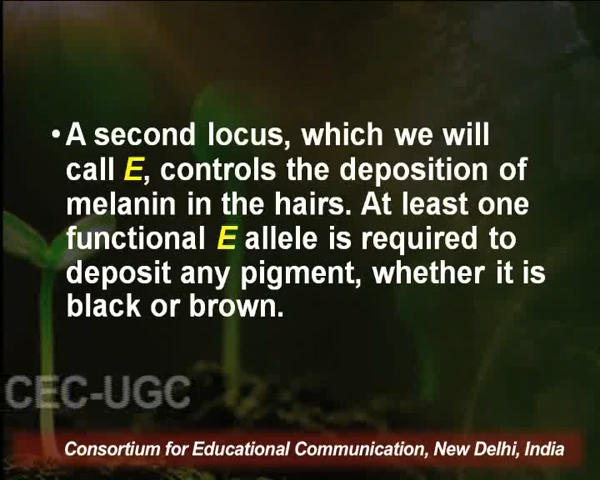 • A second locus, which we will
call E, controls the deposition of
melanin in the hairs. At least one
functional E allele is required to
deposit any pigment, whether it is
black or brown.
CEC-UGC
Consortium for Educational Communication, New Delhi, India